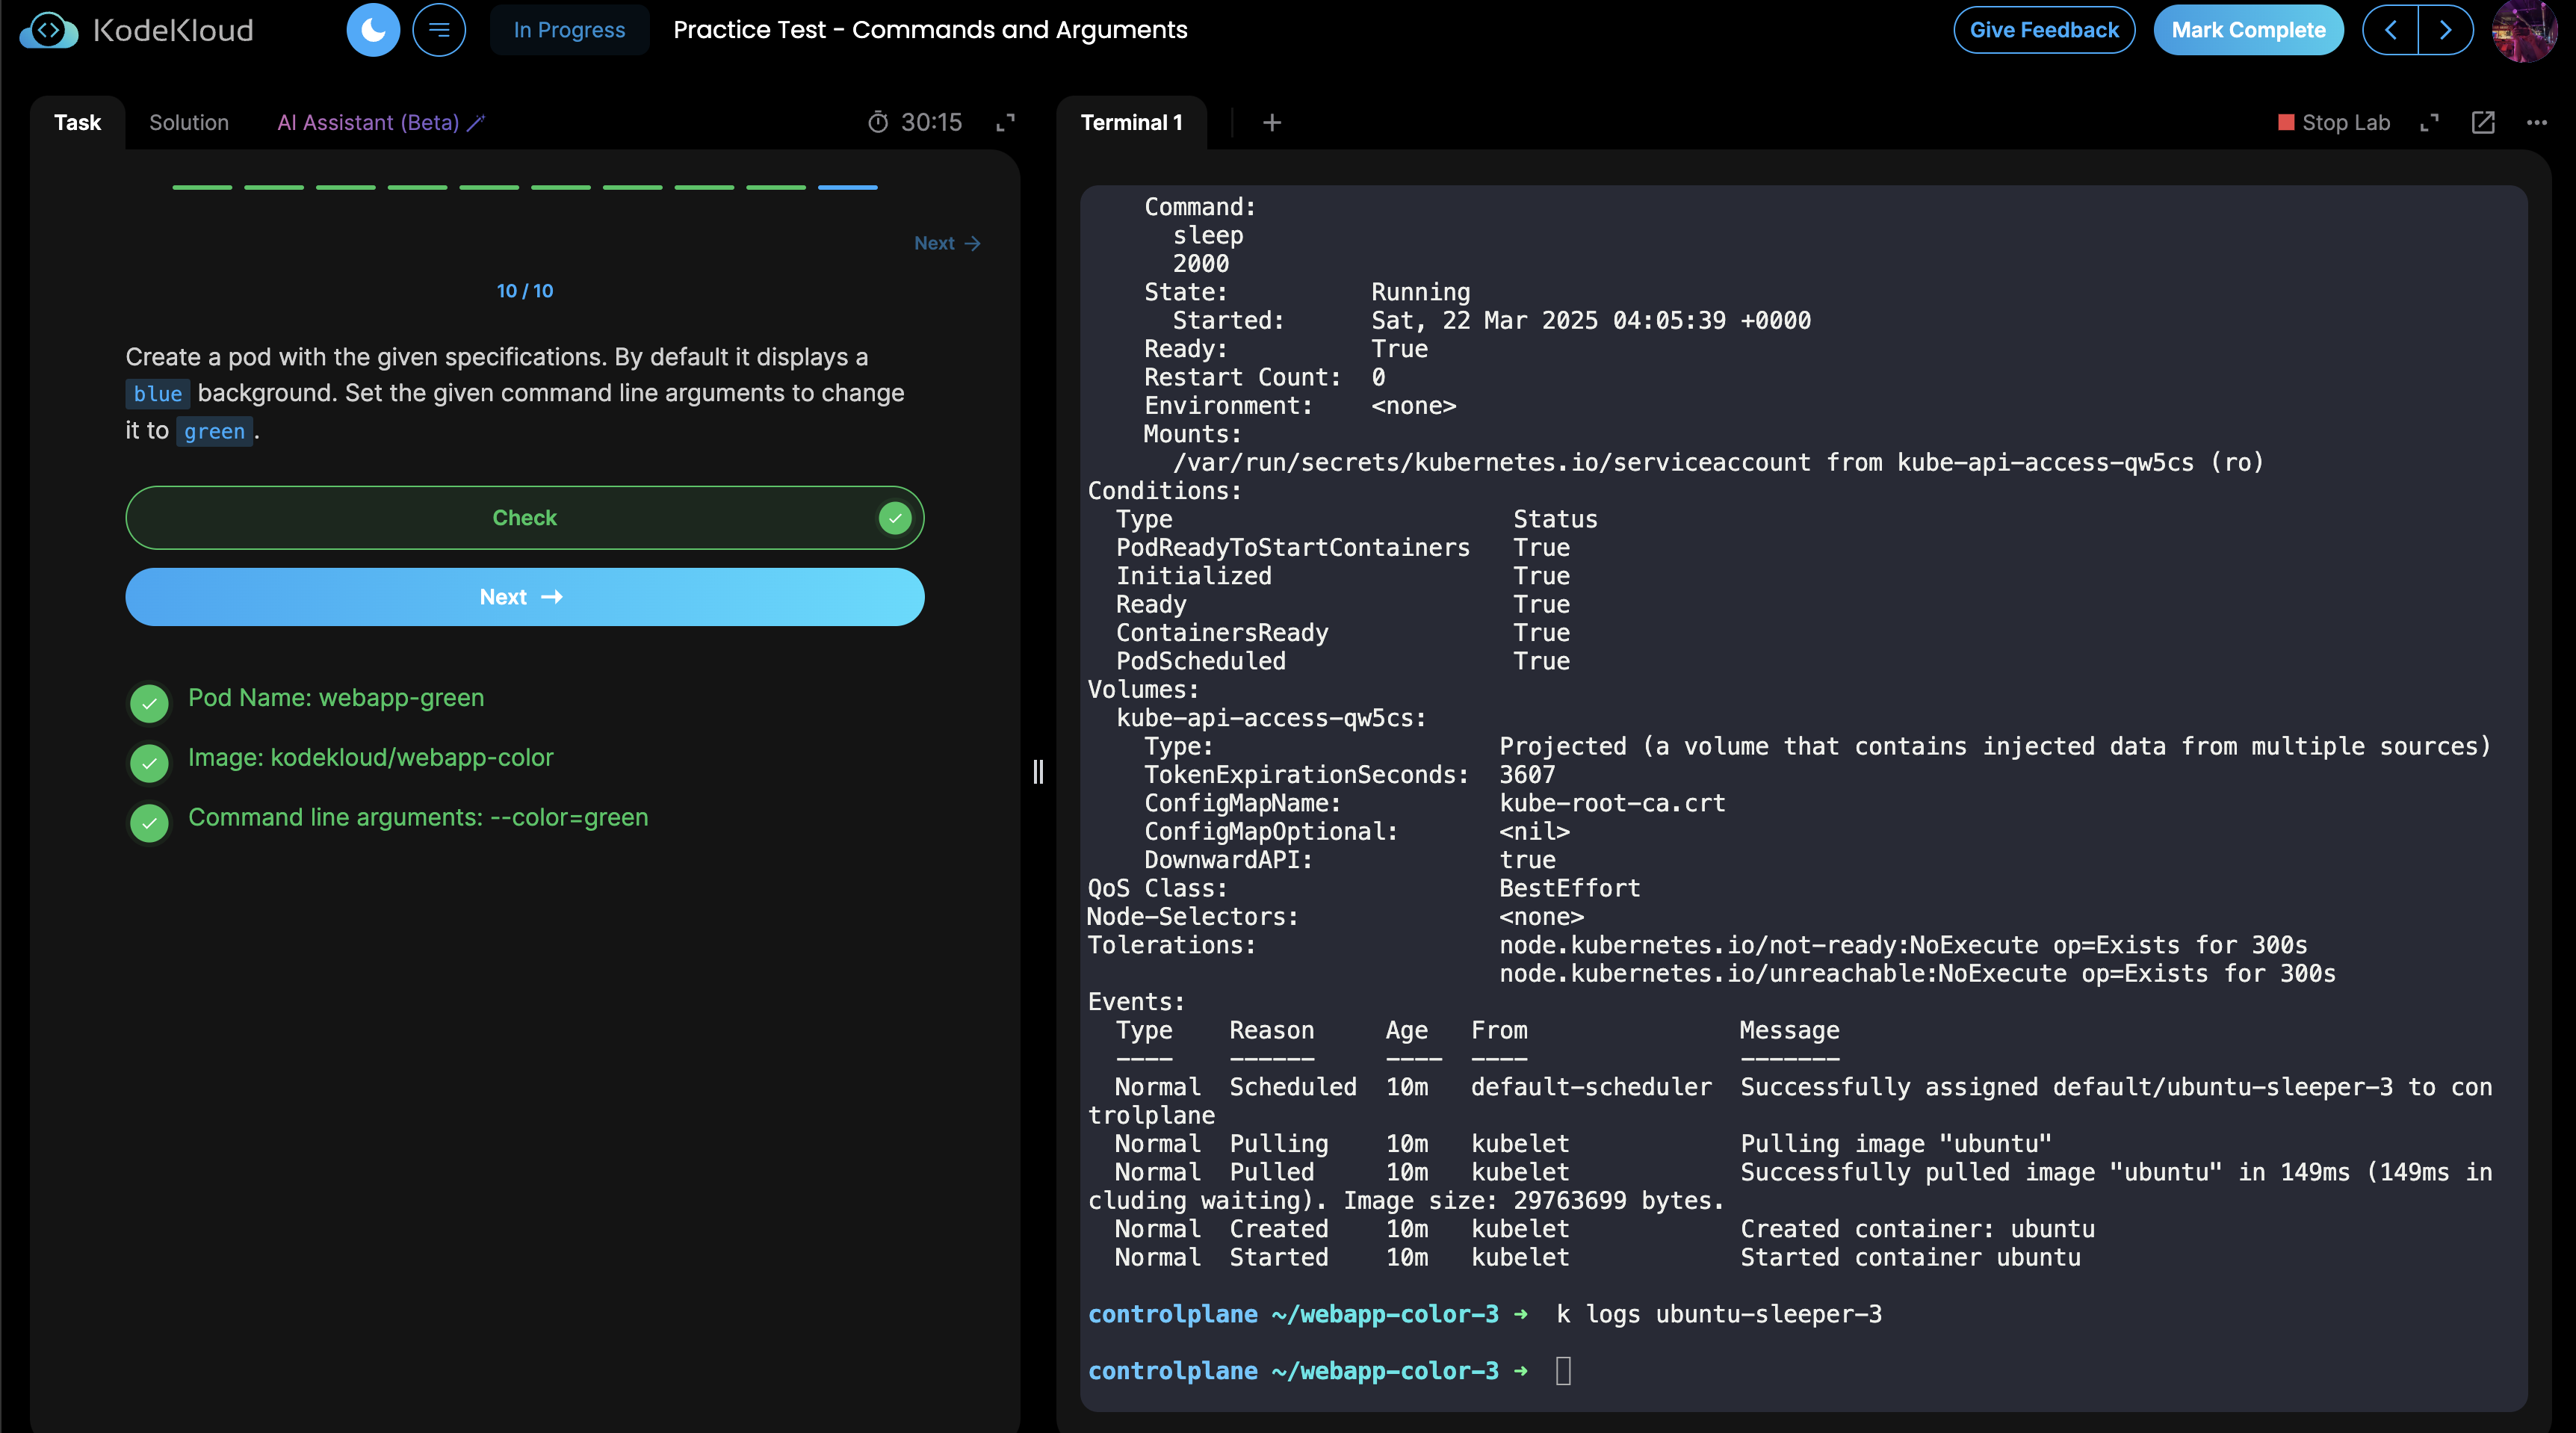 KodeKloud
In Progress
Practice Test - Commands and Arguments
Give Feedback
Mark Complete
Task
Solution
AI Assistant (Beta)
30:15
Next →
10 / 10
Create a pod with the given specifications. By default it displays a
blue background. Set the given command line arguments to change
it to green.
Check
Next →
Pod Name: webapp-green
Image: kodekloud/webapp-color
Command line arguments: --color=green
Terminal 1
+
Stop Lab
Command:
sleep
2000
State: Running
Started: Sat, 22 Mar 2025 04:05:39 +0000
Ready: True
Restart Count: 0
Environment: <none>
Mounts:
/var/run/secrets/kubernetes.io/serviceaccount from kube-api-access-qw5cs (ro)
Conditions:
Type Status
PodReadyToStartContainers True
Initialized True
Ready True
ContainersReady True
PodScheduled True
Volumes:
kube-api-access-qw5cs:
Type: Projected (a volume that contains injected data from multiple sources)
TokenExpirationSeconds: 3607
ConfigMapName: kube-root-ca.crt
ConfigMapOptional: <nil>
DownwardAPI: true
QoS Class: BestEffort
Node-Selectors: <none>
Tolerations: node.kubernetes.io/not-ready:NoExecute op=Exists for 300s
node.kubernetes.io/unreachable:NoExecute op=Exists for 300s
Events:
Type Reason Age From Message
---- ------ ---- ---- -------
Normal Scheduled 10m default-scheduler Successfully assigned default/ubuntu-sleeper-3 to con
trolplane
Normal Pulling 10m kubelet Pulling image "ubuntu"
Normal Pulled 10m kubelet Successfully pulled image "ubuntu" in 149ms (149ms in
cluding waiting). Image size: 29763699 bytes.
Normal Created 10m kubelet Created container: ubuntu
Normal Started 10m kubelet Started container ubuntu
controlplane ~/webapp-color-3 ➜ k logs ubuntu-sleeper-3
controlplane ~/webapp-color-3 ➜